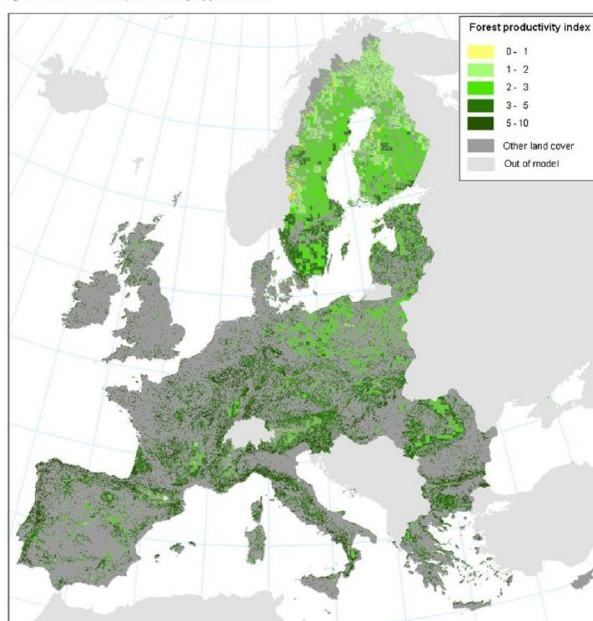 Forest productivity index
0 - 1
1 - 2
2 - 3
3 - 5
5 - 10
Other land cover
Out of model